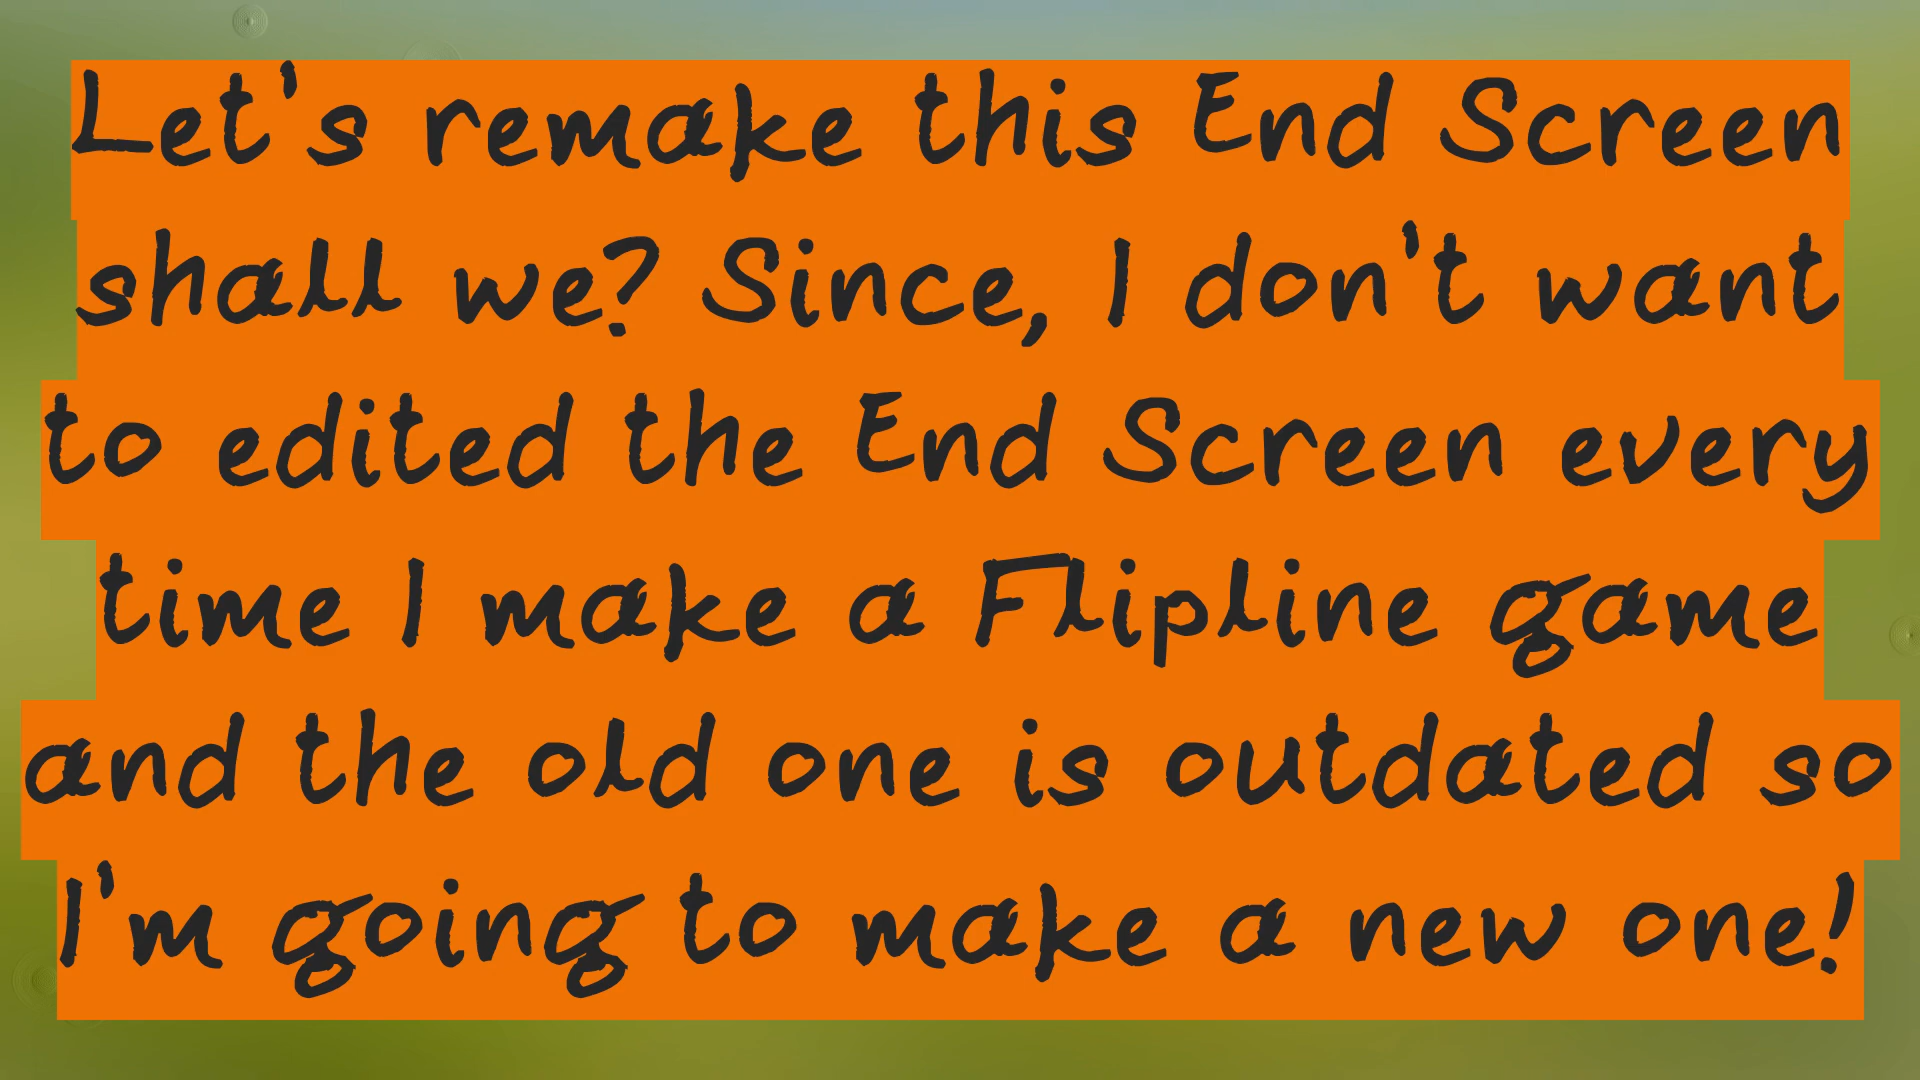 Let's remake this End Screen
shall we? Since, I don't want
to edited the End Screen every
time I make a Flipline game
and the old one is outdated so
I'm going to make a new one!